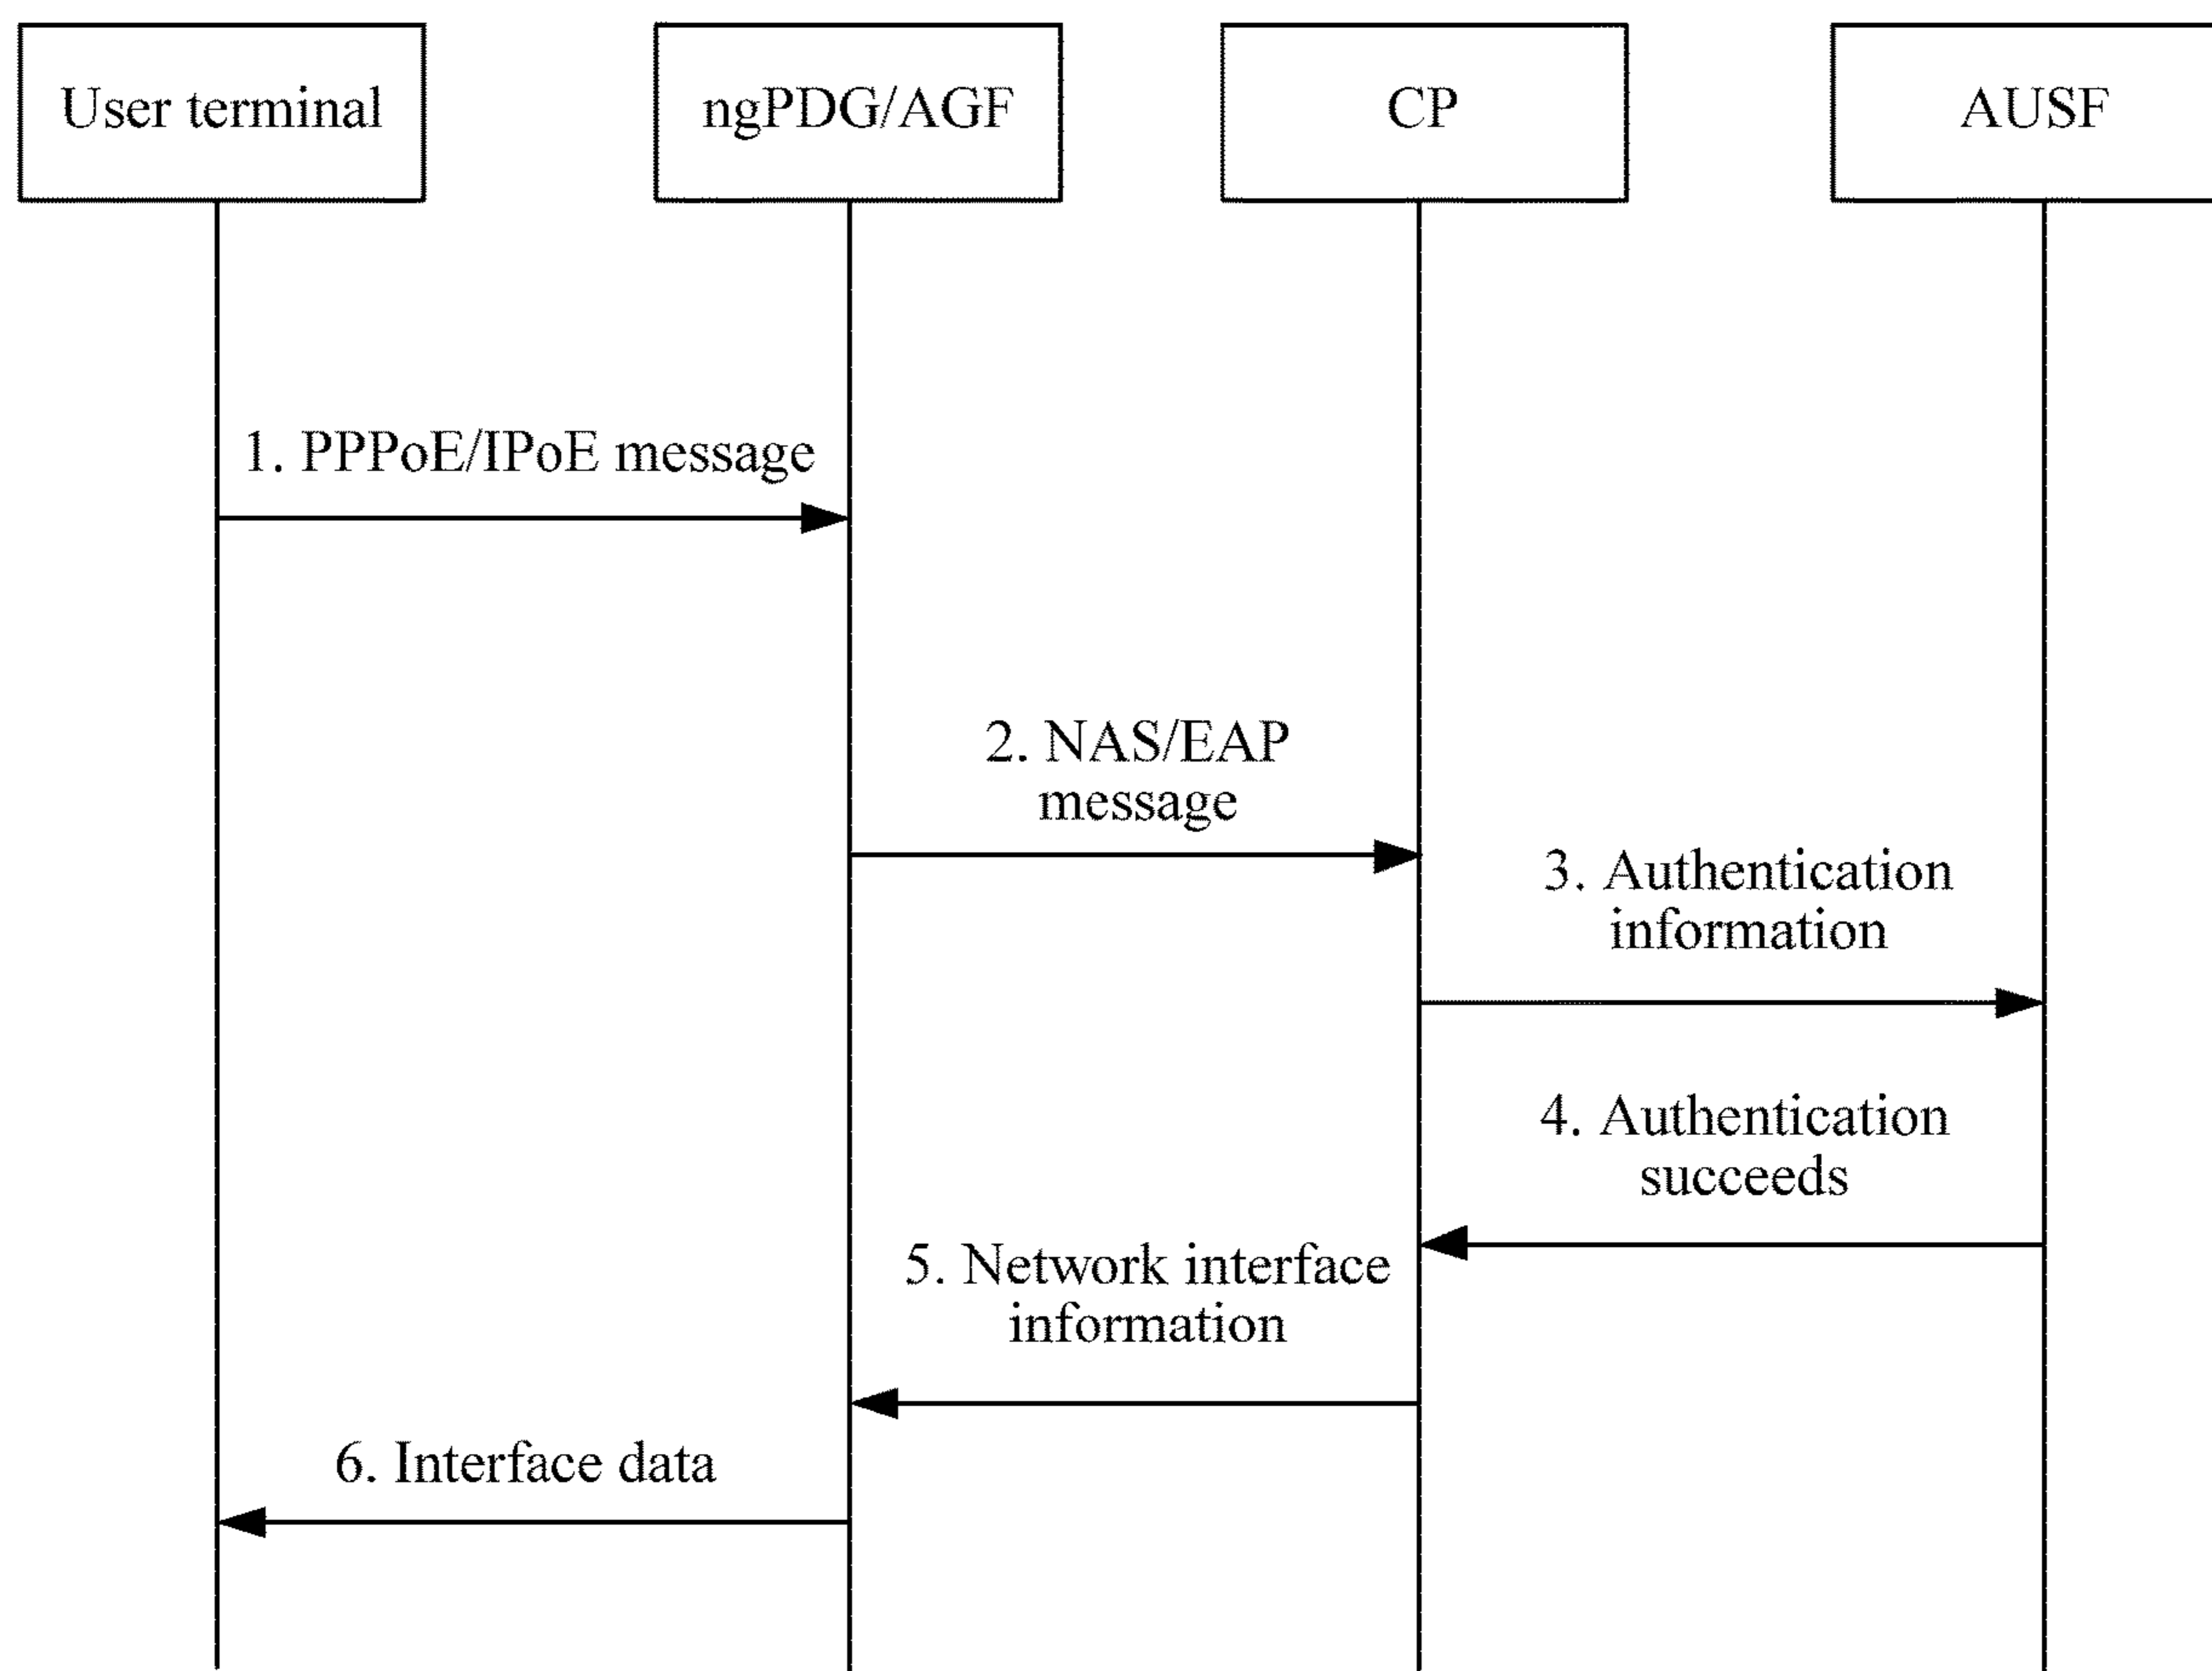 User terminal
ngPDG/AGF
CP
AUSF
1. PPPoE/IPoE message
2. NAS/EAP
message
3. Authentication
information
4. Authentication
succeeds
5. Network interface
information
6. Interface data